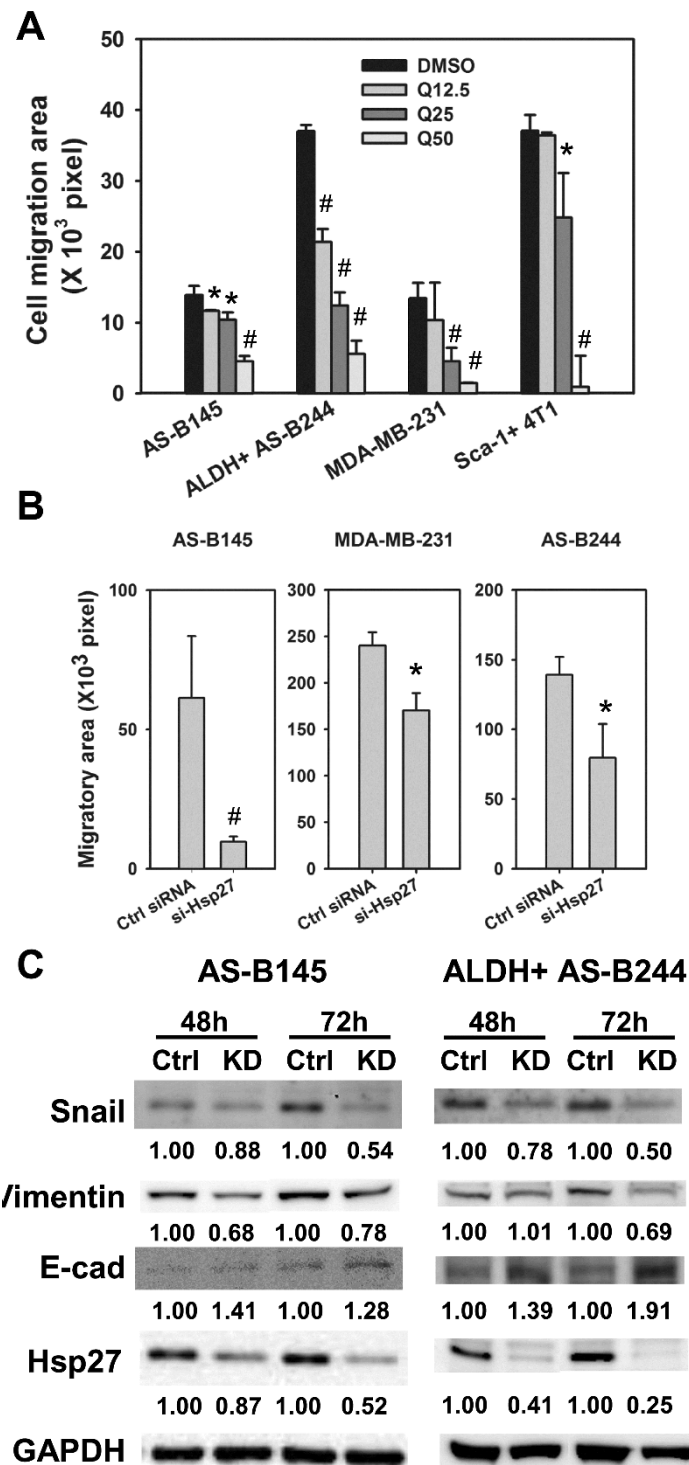 A
50
40
30
20
10
0
Cell migration area
(X 10³ pixel)
DMSO
Q12.5
Q25
Q50
* * #
# # #
# #
* #
AS-B145
ALDH+ AS-B244
MDA-MB-231
Sca-1+ 4T1
B
AS-B145 MDA-MB-231 AS-B244
Migratory area (X10³ pixel)
100
50
0
#
Ctrl siRNA
si-Hsp27
300
250
200
150
100
50
0
*
Ctrl siRNA
si-Hsp27
200
150
100
50
0
*
Ctrl siRNA
si-Hsp27
C
AS-B145 ALDH+ AS-B244
48h 72h 48h 72h
Ctrl KD Ctrl KD Ctrl KD Ctrl KD
Snail
1.00 0.88 1.00 0.54 1.00 0.78 1.00 0.50
Vimentin
1.00 0.68 1.00 0.78 1.00 1.01 1.00 0.69
E-cad
1.00 1.41 1.00 1.28 1.00 1.39 1.00 1.91
Hsp27
1.00 0.87 1.00 0.52 1.00 0.41 1.00 0.25
GAPDH